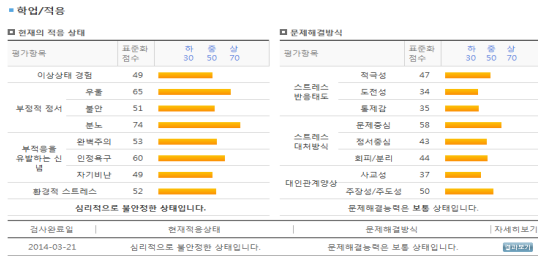 학업/적응
현재의 적응 상태
평가항목 표준화 점수 하 중 상
30 50 70
이상상태 경험 49
부정적 정서
우울 65
불안 51
분노 74
부적응을 유발하는 신념
완벽주의 53
인정욕구 60
자기비난 49
환경적 스트레스 52
심리적으로 불안정한 상태입니다.
문제해결방식
평가항목 표준화 점수 하 중 상
30 50 70
스트레스 반응태도
적극성 47
도전성 34
통제감 35
스트레스 대처방식
문제중심 58
정서중심 43
회피/분리 44
대인관계양상
사교성 37
주장성/주도성 50
문제해결능력은 보통 상태입니다.
검사완료일 현재적응상태 문제해결방식 자세히보기
2014-03-21 심리적으로 불안정한 상태입니다. 문제해결능력은 보통 상태입니다. 결과보기